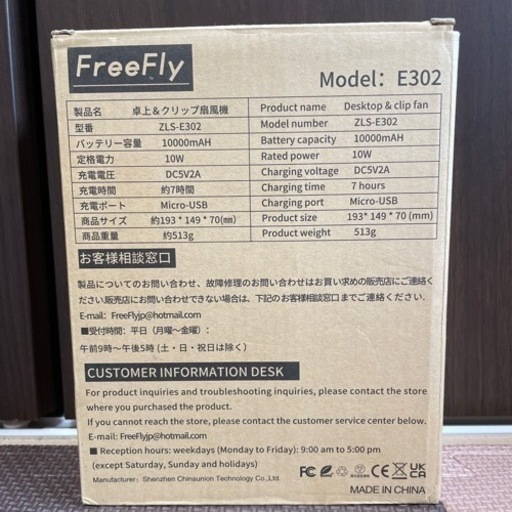 FreeFly
Model: E302
製品名 卓上&クリップ扇風機
型番 ZLS-E302
バッテリー容量 10000mAH
定格電力 10W
充電電圧 DC5V2A
充電時間 約7時間
充電ポート Micro-USB
商品サイズ 約193*149*70(㎜)
商品重量 約513g
Product name Desktop & clip fan
Model number ZLS-E302
Battery capacity 10000mAH
Rated power 10W
Charging voltage DC5V2A
Charging time 7 hours
Charging port Micro-USB
Product size 193*149*70 (mm)
Product weight 513g
お客様相談窓口
製品についてのお問い合わせ、故障修理のお問い合わせはお買い求めの販売店にご連絡く
ださい.販売店にお問い合わせできない場合は、下記のお客様相談窓口までご連絡ください.
E-mail: FreeFlyjp@hotmail.com
■受付時間：平日（月曜～金曜）：
午前9時～午後5時 (土・日・祝日は除く)
CUSTOMER INFORMATION DESK
For product inquiries and troubleshooting inquiries, please contact the store
where you purchased the product.
If you cannot reach the store, please contact the customer service center below.
E-mail: FreeFlyjp@hotmail.com
■ Reception hours: weekdays (Monday to Friday): 9:00 am to 5:00 pm
(except Saturday, Sunday and holidays)
Manufacturer: Shenzhen Chinaunion Technology Co.,Ltd.
FC CE UK CA
MADE IN CHINA